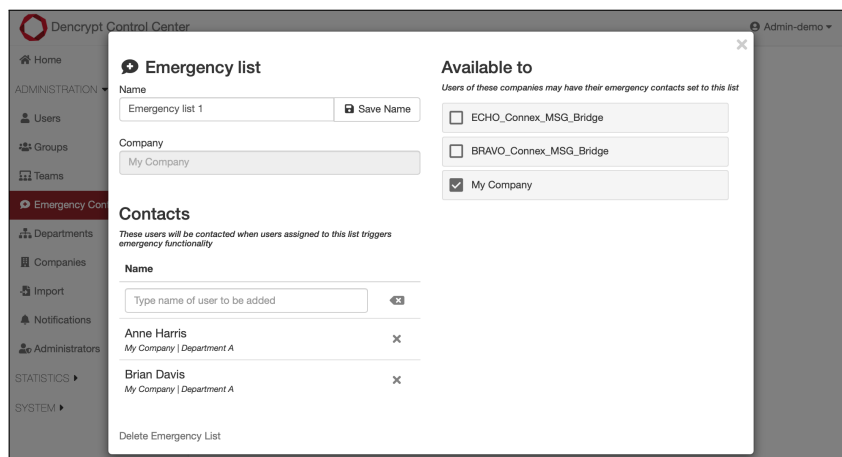 Dencrypt Control Center
Admin-demo
Home
ADMINISTRATION
Users
Groups
Teams
Emergency Cont
Departments
Companies
Import
Notifications
Administrators
STATISTICS
SYSTEM
Emergency list
Name
Emergency list 1
Save Name
Company
My Company
Contacts
These users will be contacted when users assigned to this list triggers
emergency functionality
Name
Type name of user to be added
Anne Harris
My Company | Department A
Brian Davis
My Company | Department A
Delete Emergency List
Available to
Users of these companies may have their emergency contacts set to this list
ECHO_Connex_MSG_Bridge
BRAVO_Connex_MSG_Bridge
My Company